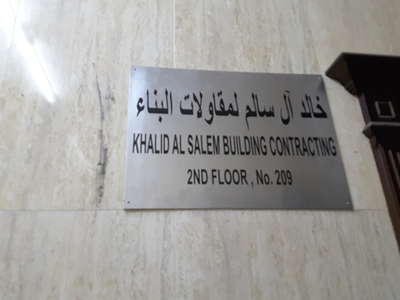 خالد آل سالم لمقاولات البناء
KHALID AL SALEM BUILDING CONTRACTING
2ND FLOOR , No. 209